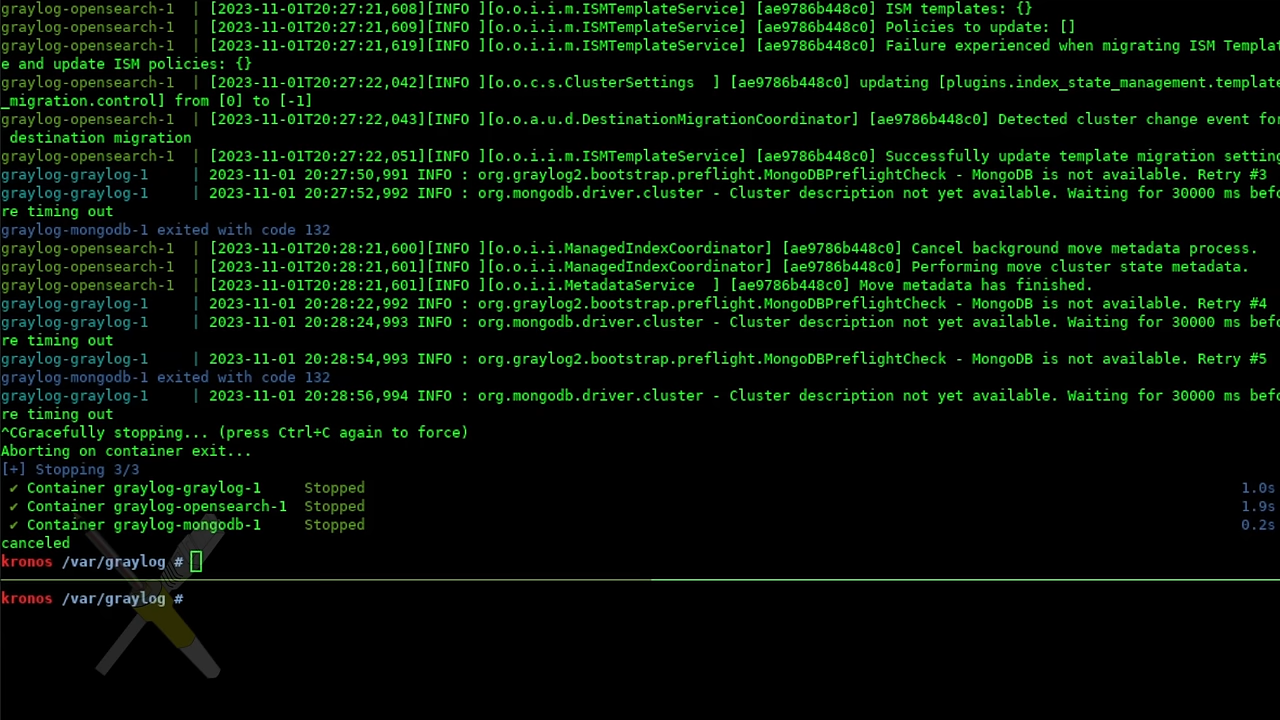 graylog-opensearch-1  | [2023-11-01T20:27:21,608][INFO ][o.o.i.i.m.ISMTemplateService] [ae9786b448c0] ISM templates: {}
graylog-opensearch-1  | [2023-11-01T20:27:21,609][INFO ][o.o.i.i.m.ISMTemplateService] [ae9786b448c0] Policies to update: []
graylog-opensearch-1  | [2023-11-01T20:27:21,619][INFO ][o.o.i.i.m.ISMTemplateService] [ae9786b448c0] Failure experienced when migrating ISM Templat
e and update ISM policies: {}
graylog-opensearch-1  | [2023-11-01T20:27:22,042][INFO ][o.o.c.s.ClusterSettings  ] [ae9786b448c0] updating [plugins.index_state_management.template
_migration.control] from [0] to [-1]
graylog-opensearch-1  | [2023-11-01T20:27:22,043][INFO ][o.o.a.u.d.DestinationMigrationCoordinator] [ae9786b448c0] Detected cluster change event for
 destination migration
graylog-opensearch-1  | [2023-11-01T20:27:22,051][INFO ][o.o.i.i.m.ISMTemplateService] [ae9786b448c0] Successfully update template migration setting
graylog-graylog-1     | 2023-11-01 20:27:50,991 INFO : org.graylog2.bootstrap.preflight.MongoDBPreflightCheck - MongoDB is not available. Retry #3
graylog-graylog-1     | 2023-11-01 20:27:52,992 INFO : org.mongodb.driver.cluster - Cluster description not yet available. Waiting for 30000 ms befo
re timing out
graylog-mongodb-1 exited with code 132
graylog-opensearch-1  | [2023-11-01T20:28:21,600][INFO ][o.o.i.i.ManagedIndexCoordinator] [ae9786b448c0] Cancel background move metadata process.
graylog-opensearch-1  | [2023-11-01T20:28:21,601][INFO ][o.o.i.i.ManagedIndexCoordinator] [ae9786b448c0] Performing move cluster state metadata.
graylog-opensearch-1  | [2023-11-01T20:28:21,601][INFO ][o.o.i.i.MetadataService  ] [ae9786b448c0] Move metadata has finished.
graylog-graylog-1     | 2023-11-01 20:28:22,992 INFO : org.graylog2.bootstrap.preflight.MongoDBPreflightCheck - MongoDB is not available. Retry #4
graylog-graylog-1     | 2023-11-01 20:28:24,993 INFO : org.mongodb.driver.cluster - Cluster description not yet available. Waiting for 30000 ms befo
re timing out
graylog-graylog-1     | 2023-11-01 20:28:54,993 INFO : org.graylog2.bootstrap.preflight.MongoDBPreflightCheck - MongoDB is not available. Retry #5
graylog-mongodb-1 exited with code 132
graylog-graylog-1     | 2023-11-01 20:28:56,994 INFO : org.mongodb.driver.cluster - Cluster description not yet available. Waiting for 30000 ms befo
re timing out
^CGracefully stopping... (press Ctrl+C again to force)
Aborting on container exit...
[+] Stopping 3/3
 ✔ Container graylog-graylog-1     Stopped 1.0s
 ✔ Container graylog-opensearch-1  Stopped 1.9s
 ✔ Container graylog-mongodb-1     Stopped 0.2s
canceled
kronos /var/graylog #
kronos /var/graylog #